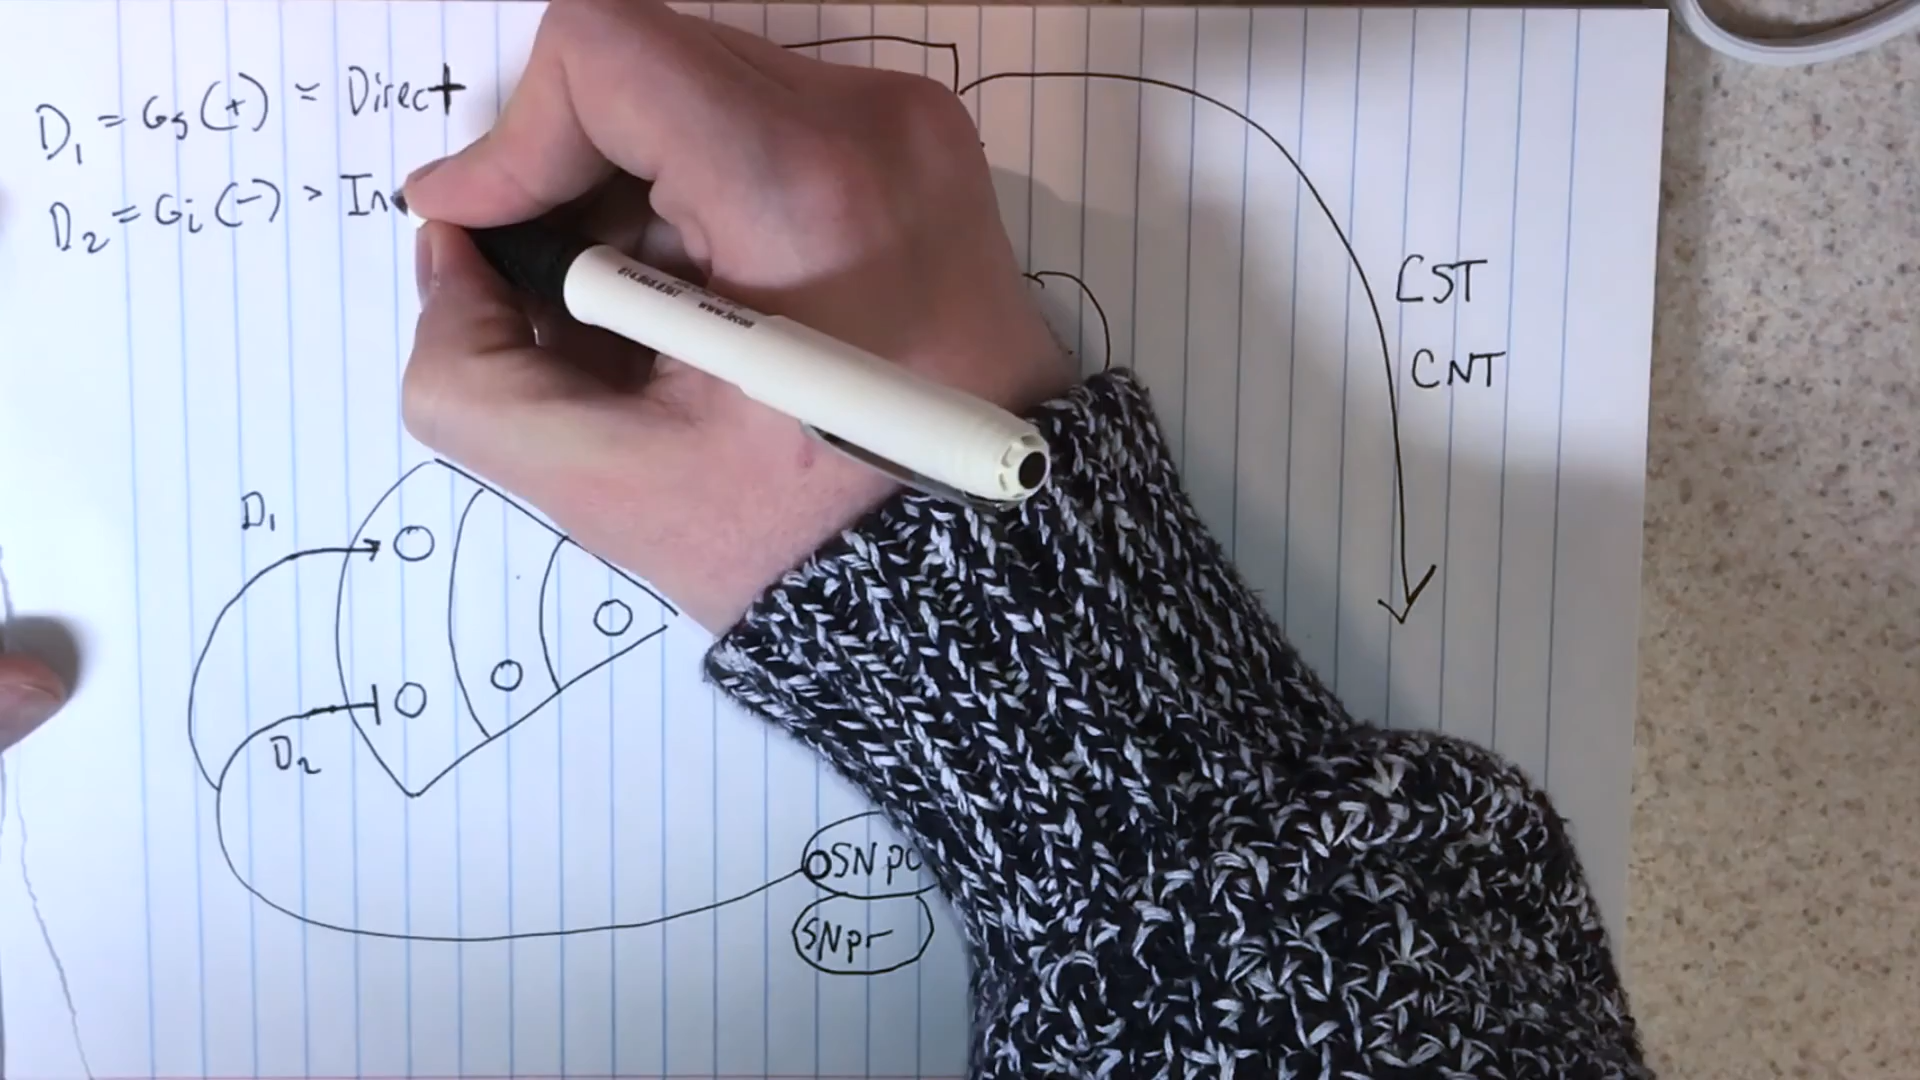 D₁ = Gs (+) = Direct
D₂ = Gi (-) > In
CST
CNT
D₁
D₂
SNpc
SNpr